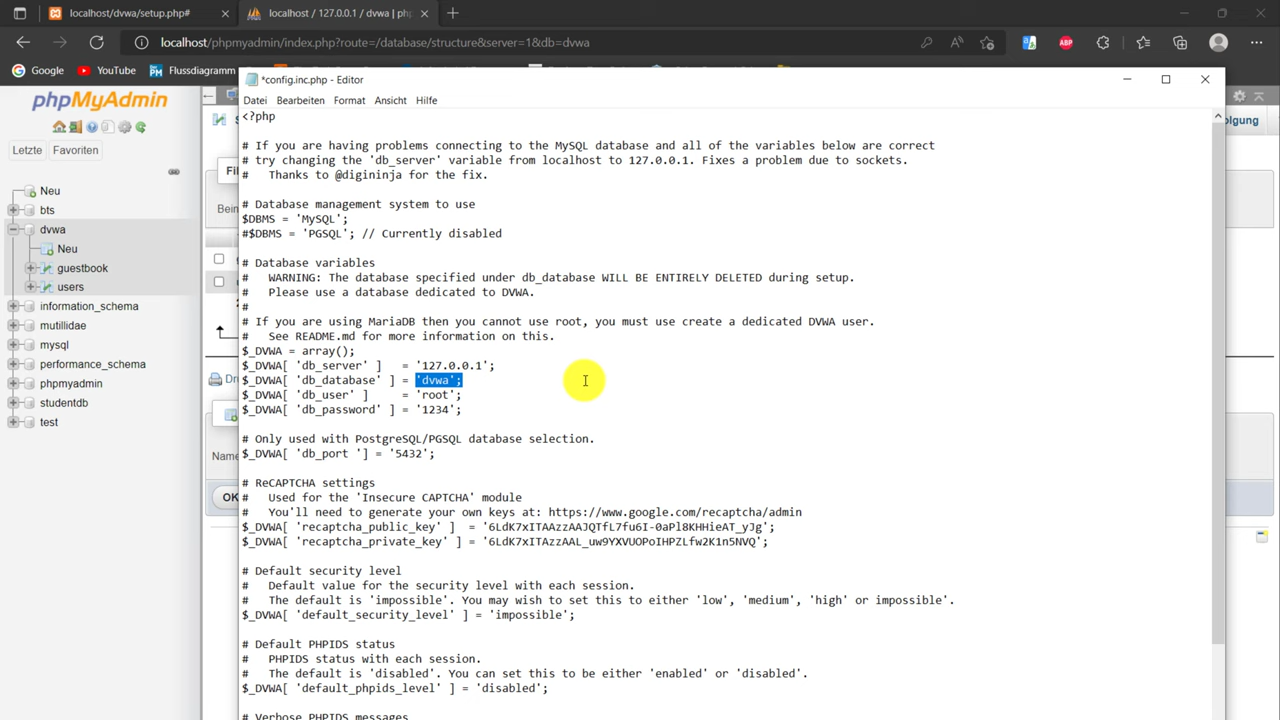 localhost/dvwa/setup.php#
localhost / 127.0.0.1 / dvwa | ph
localhost/phpmyadmin/index.php?route=/database/structure&server=1&db=dvwa
ABP
Google
YouTube
PM Flussdiagramm
*config.inc.php - Editor
Datei Bearbeiten Format Ansicht Hilfe
phpMyAdmin
Letzte Favoriten
Neu
bts
dvwa
Neu
guestbook
users
information_schema
mutillidae
mysql
performance_schema
phpmyadmin
studentdb
test
<?php
# If you are having problems connecting to the MySQL database and all of the variables below are correct
# try changing the 'db_server' variable from localhost to 127.0.0.1. Fixes a problem due to sockets.
#   Thanks to @digininja for the fix.
# Database management system to use
$DBMS = 'MySQL';
#$DBMS = 'PGSQL'; // Currently disabled
# Database variables
#   WARNING: The database specified under db_database WILL BE ENTIRELY DELETED during setup.
#   Please use a database dedicated to DVWA.
#
# If you are using MariaDB then you cannot use root, you must use create a dedicated DVWA user.
#   See README.md for more information on this.
$_DVWA = array();
$_DVWA[ 'db_server' ]   = '127.0.0.1';
$_DVWA[ 'db_database' ] = 'dvwa';
$_DVWA[ 'db_user' ]     = 'root';
$_DVWA[ 'db_password' ] = '1234';
# Only used with PostgreSQL/PGSQL database selection.
$_DVWA[ 'db_port '] = '5432';
# ReCAPTCHA settings
#   Used for the 'Insecure CAPTCHA' module
#   You'll need to generate your own keys at: https://www.google.com/recaptcha/admin
$_DVWA[ 'recaptcha_public_key' ]  = '6LdK7xITAAzzAAJQTfL7fu6I-0aPl8KHHieAT_yJg';
$_DVWA[ 'recaptcha_private_key' ] = '6LdK7xITAzzAAL_uw9YXVUOPoIHPZLfw2K1n5NVQ';
# Default security level
#   Default value for the security level with each session.
#   The default is 'impossible'. You may wish to set this to either 'low', 'medium', 'high' or impossible'.
$_DVWA[ 'default_security_level' ] = 'impossible';
# Default PHPIDS status
#   PHPIDS status with each session.
#   The default is 'disabled'. You can set this to be either 'enabled' or 'disabled'.
$_DVWA[ 'default_phpids_level' ] = 'disabled';
# Verbose PHPIDS messages
Name
OK